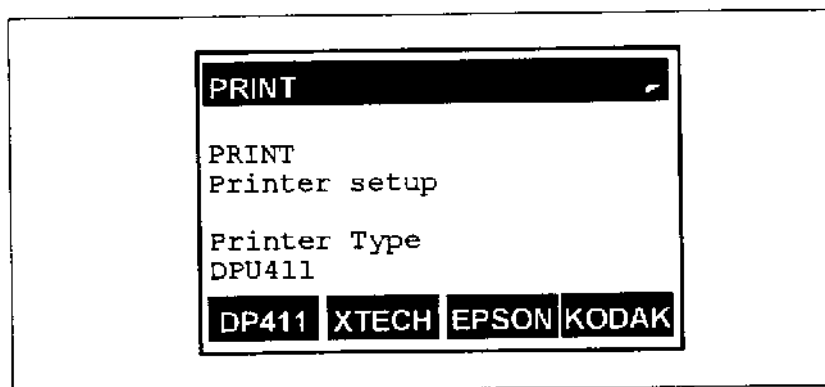 PRINT
PRINT
Printer setup
Printer Type
DPU411
DP411 XTECH EPSON KODAK